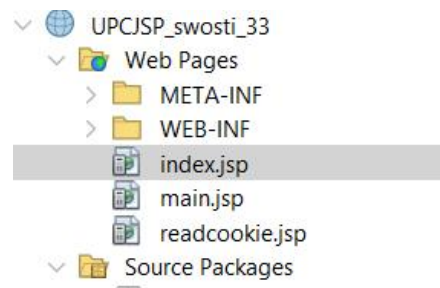 UPCJSP_swosti_33
Web Pages
META-INF
WEB-INF
index.jsp
main.jsp
readcookie.jsp
Source Packages